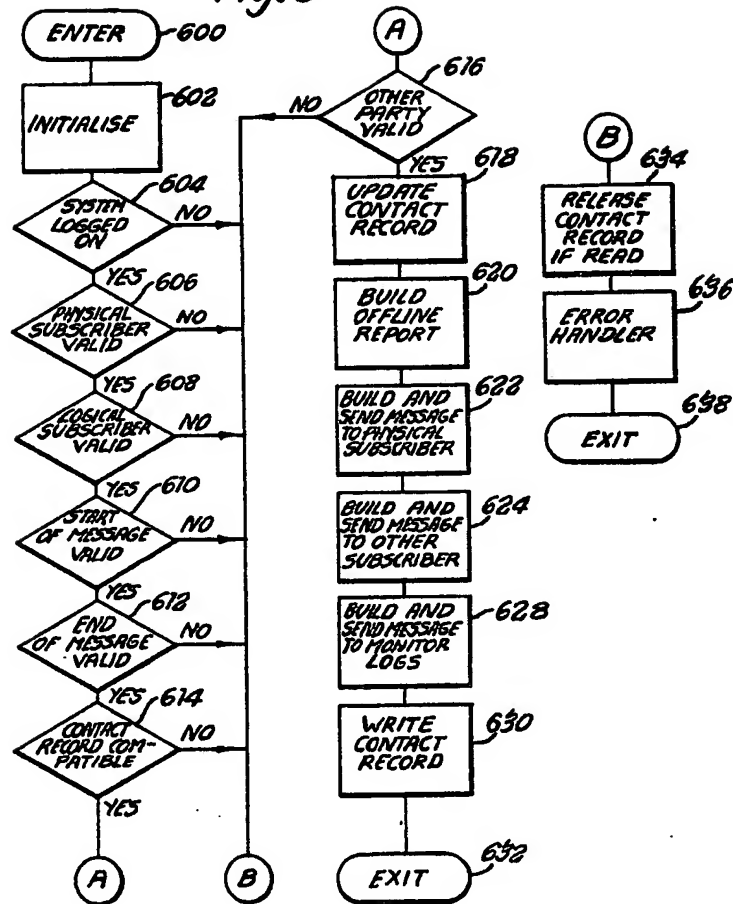 ENTER
600
602
INITIALISE
604
SYSTEM
LOGGED
ON
NO
YES
606
PHYSICAL
SUBSCRIBER
VALID
NO
YES
608
LOGICAL
SUBSCRIBER
VALID
NO
YES
610
START
OF MESSAGE
VALID
NO
YES
612
END
OF MESSAGE
VALID
NO
YES
614
CONTACT
RECORD COM-
PATIBLE
NO
YES
A
B
A
616
OTHER
PARTY
VALID
NO
YES
618
UPDATE
CONTACT
RECORD
620
BUILD
OFFLINE
REPORT
622
BUILD AND
SEND MESSAGE
TO PHYSICAL
SUBSCRIBER
624
BUILD AND
SEND MESSAGE
TO OTHER
SUBSCRIBER
628
BUILD AND
SEND MESSAGE
TO MONITOR
LOGS
630
WRITE
CONTACT
RECORD
632
EXIT
B
634
RELEASE
CONTACT
RECORD
IF READ
636
ERROR
HANDLER
638
EXIT